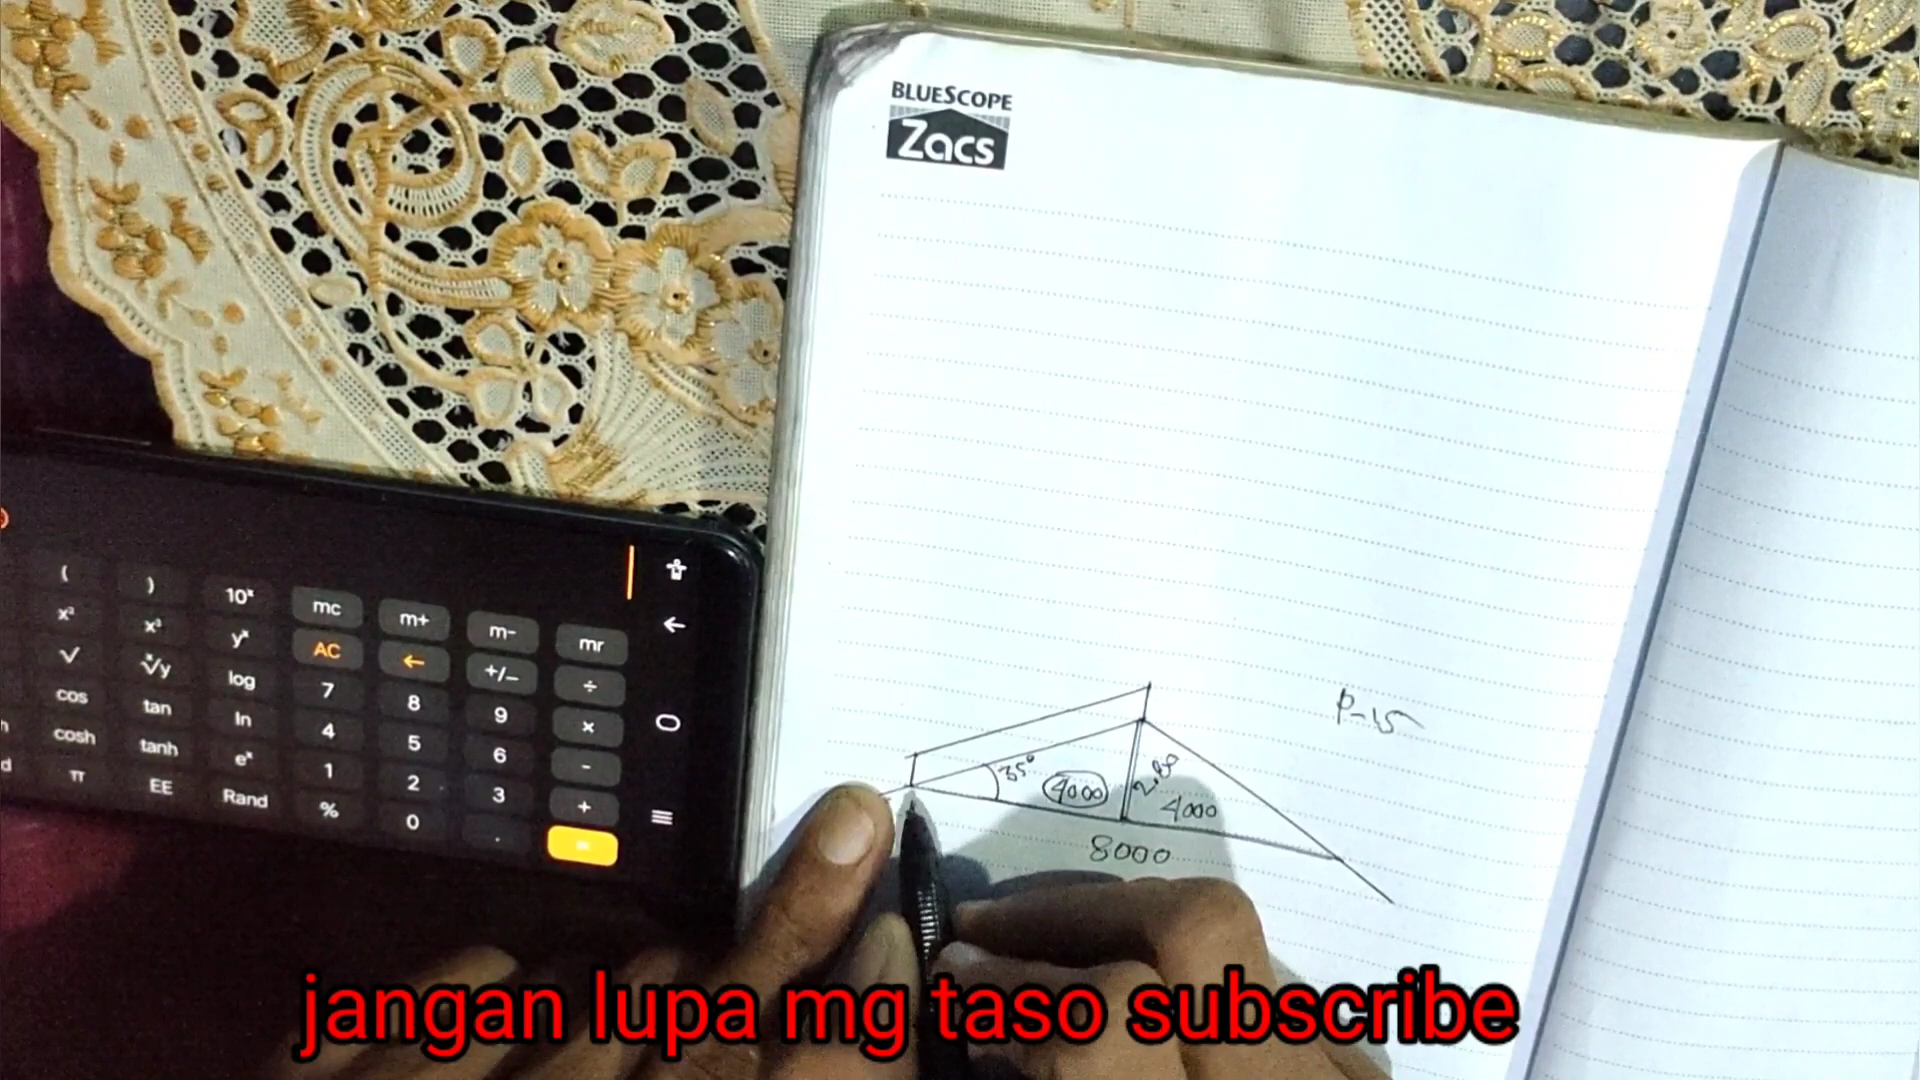 BLUESCOPE
Zacs
( ) 10ˣ mc m+ m- mr
x² x³ yˣ AC ← +/− ÷
√ ˣ√y log 7 8 9 ×
cos tan ln 4 5 6 −
cosh tanh eˣ 1 2 3 +
π EE Rand % 0 . =
P-15
35° 4000 2.80 4000
8000
jangan lupa mg taso subscribe